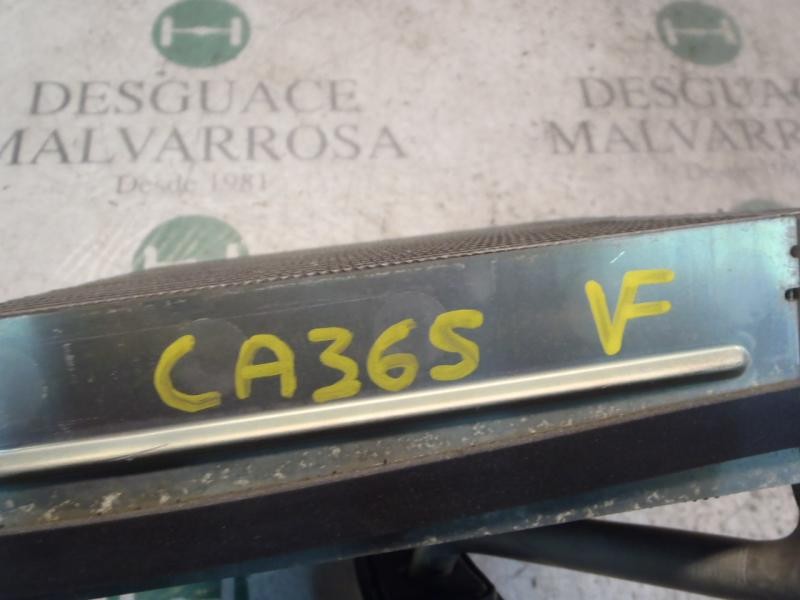 DESGUACE
MALVARROSA
Desde 1981
DESGUACE
MALVARROSA
CA365 VF